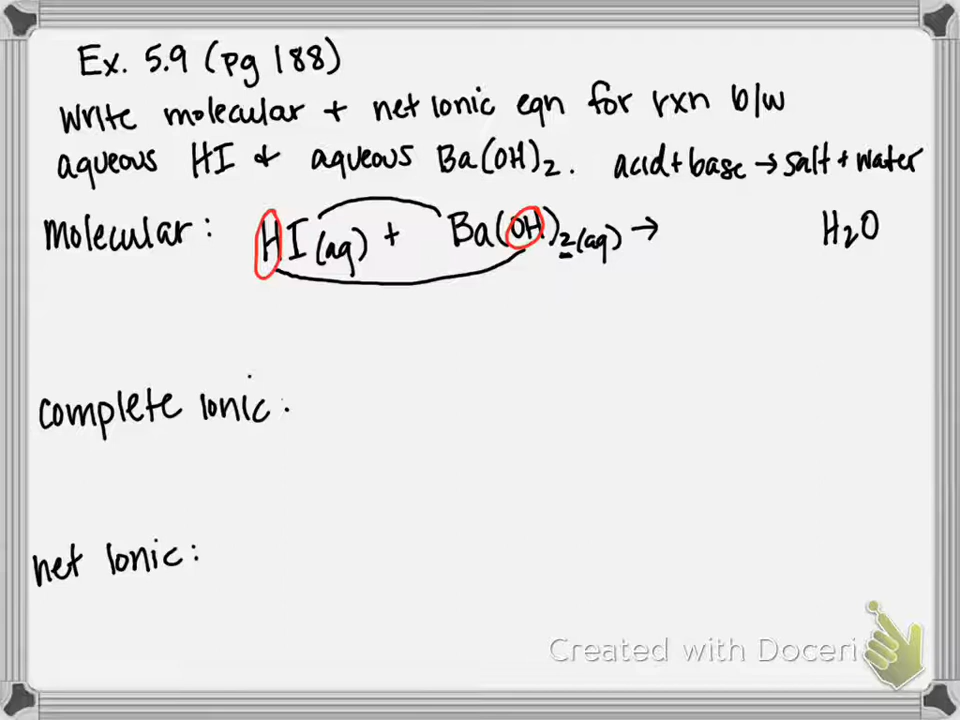 Ex. 5.9 (pg 188)
Write molecular + net ionic eqn for rxn b/w
aqueous HI & aqueous Ba(OH)₂. acid+base → salt + water
molecular: HI(aq) + Ba(OH)₂(aq) → H₂O
complete ionic:
net ionic:
Created with Doceri